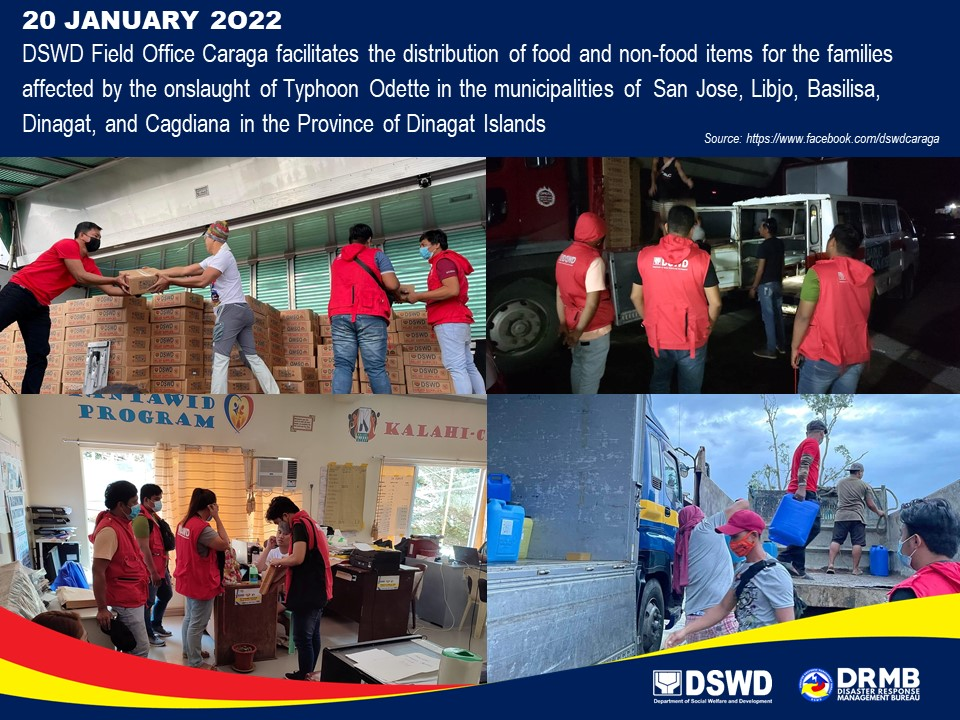 20 JANUARY 2022
DSWD Field Office Caraga facilitates the distribution of food and non-food items for the families
affected by the onslaught of Typhoon Odette in the municipalities of San Jose, Libjo, Basilisa,
Dinagat, and Cagdiana in the Province of Dinagat Islands
Source: https://www.facebook.com/dswdcaraga
DSWD
DSWD
DSWD
DSWD
PROGRAM
KALAHI-C
DSWD
DSWD
Department of Social Welfare and Development
DRMB
DISASTER RESPONSE
MANAGEMENT BUREAU